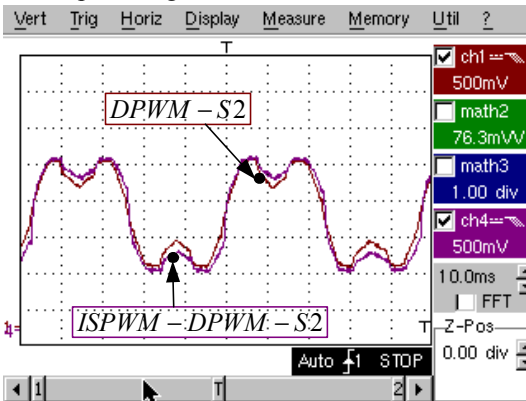 Vert Trig Horiz Display Measure Memory Util ?
T
ch1
500mV
DPWM – S2
math2
76.3mVV
math3
1.00 div
ch4
500mV
10.0ms
FFT
ISPWM – DPWM – S2
T
Z-Pos
0.00 div
Auto 1 STOP
1 T 2